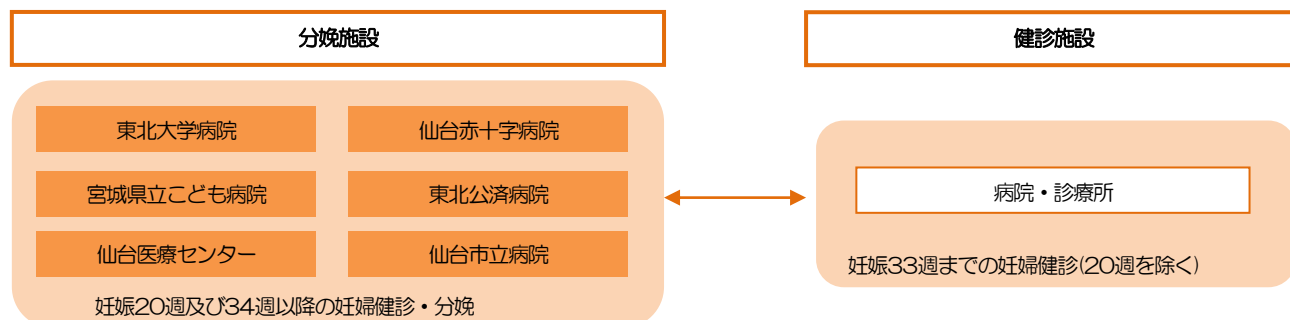 分娩施設
健診施設
東北大学病院
仙台赤十字病院
宮城県立こども病院
東北公済病院
仙台医療センター
仙台市立病院
妊娠20週及び34週以降の妊婦健診・分娩
病院・診療所
妊娠33週までの妊婦健診(20週を除く)